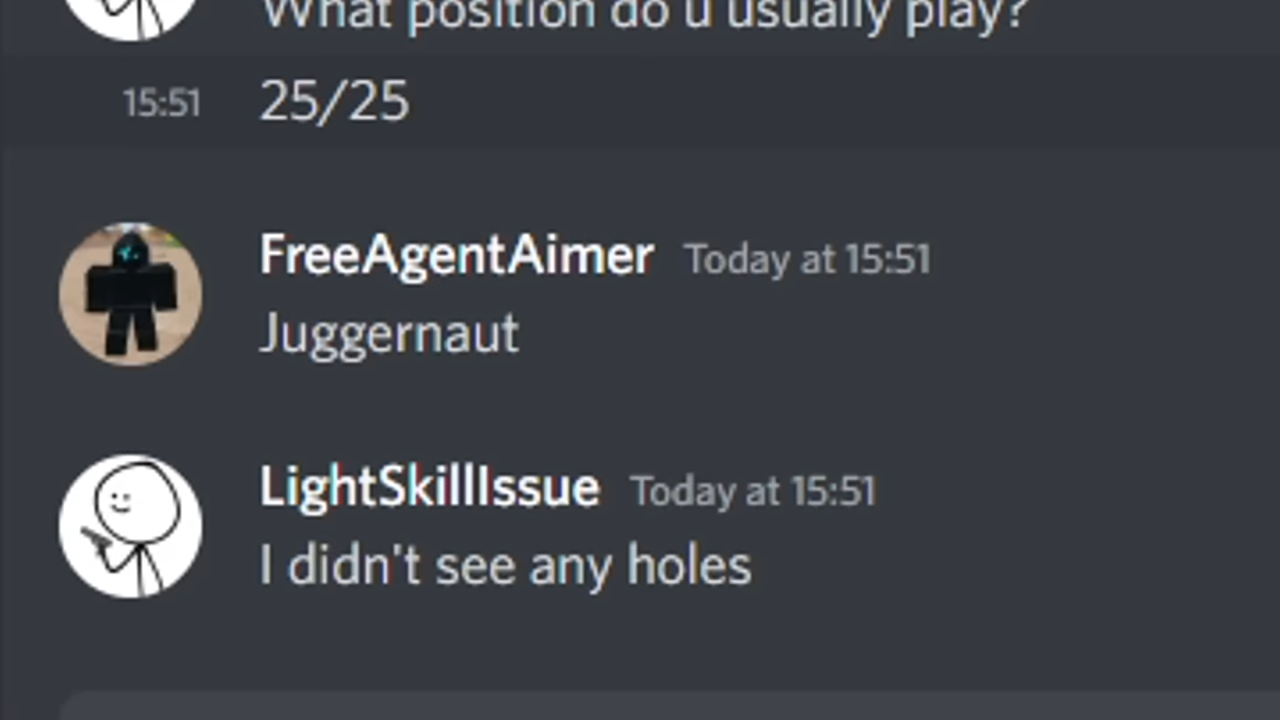 What position do u usually play?
15:51 25/25
FreeAgentAimer Today at 15:51
Juggernaut
LightSkillIssue Today at 15:51
I didn't see any holes